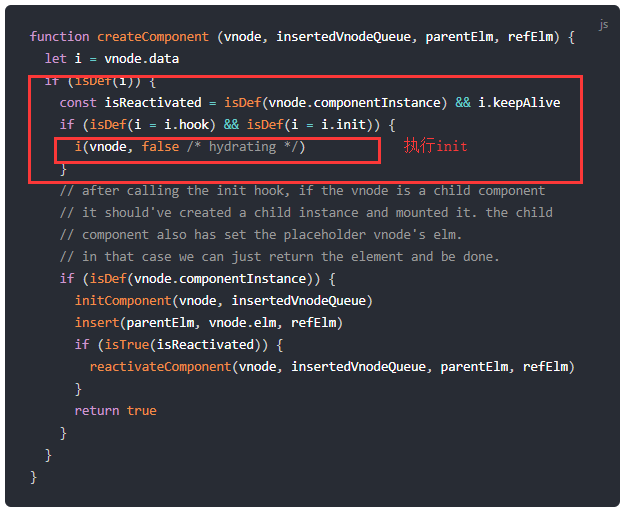 js
function createComponent (vnode, insertedVnodeQueue, parentElm, refElm) {
  let i = vnode.data
  if (isDef(i)) {
    const isReactivated = isDef(vnode.componentInstance) && i.keepAlive
    if (isDef(i = i.hook) && isDef(i = i.init)) {
      i(vnode, false /* hydrating */) 执行init
    }
    // after calling the init hook, if the vnode is a child component
    // it should've created a child instance and mounted it. the child
    // component also has set the placeholder vnode's elm.
    // in that case we can just return the element and be done.
    if (isDef(vnode.componentInstance)) {
      initComponent(vnode, insertedVnodeQueue)
      insert(parentElm, vnode.elm, refElm)
      if (isTrue(isReactivated)) {
        reactivateComponent(vnode, insertedVnodeQueue, parentElm, refElm)
      }
      return true
    }
  }
}